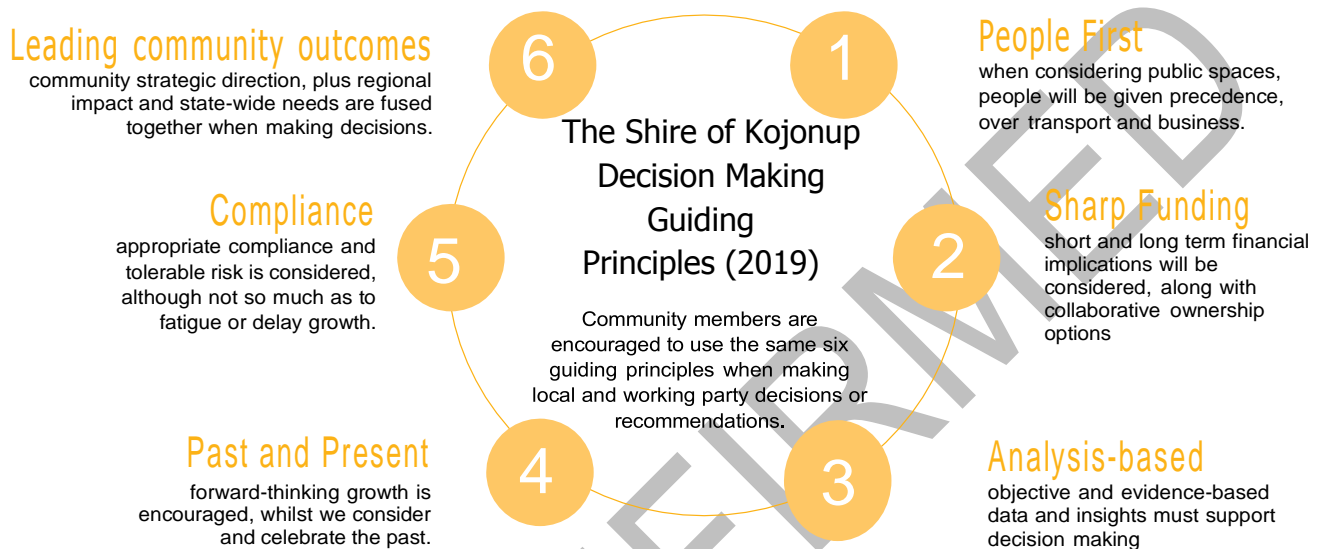 The Shire of Kojonup
Decision Making
Guiding
Principles (2019)
Community members are
encouraged to use the same six
guiding principles when making
local and working party decisions or
recommendations.
1
People First
when considering public spaces,
people will be given precedence,
over transport and business.
2
Sharp Funding
short and long term financial
implications will be
considered, along with
collaborative ownership
options
3
Analysis-based
objective and evidence-based
data and insights must support
decision making
4
Past and Present
forward-thinking growth is
encouraged, whilst we consider
and celebrate the past.
5
Compliance
appropriate compliance and
tolerable risk is considered,
although not so much as to
fatigue or delay growth.
6
Leading community outcomes
community strategic direction, plus regional
impact and state-wide needs are fused
together when making decisions.